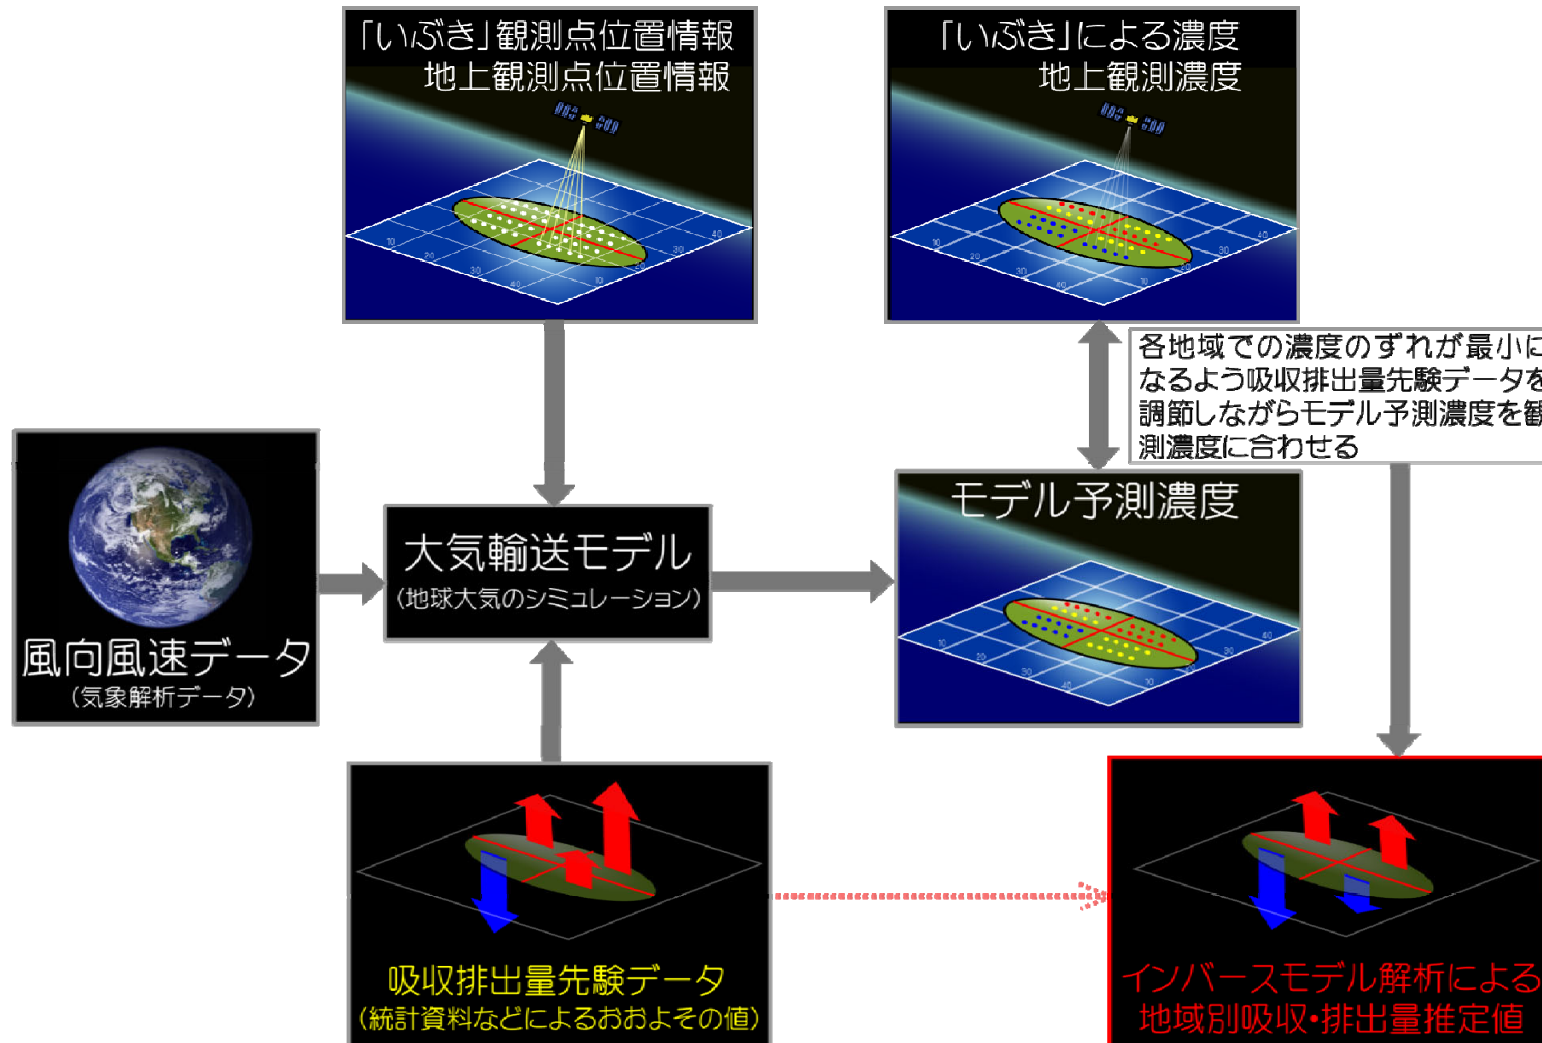 「いぶき」観測点位置情報
地上観測点位置情報
「いぶき」による濃度
地上観測濃度
各地域での濃度のずれが最小に
なるよう吸収排出量先験データを
調節しながらモデル予測濃度を観
測濃度に合わせる
風向風速データ
(気象解析データ)
大気輸送モデル
(地球大気のシミュレーション)
モデル予測濃度
吸収排出量先験データ
(統計資料などによるおおよその値)
インバースモデル解析による
地域別吸収・排出量推定値